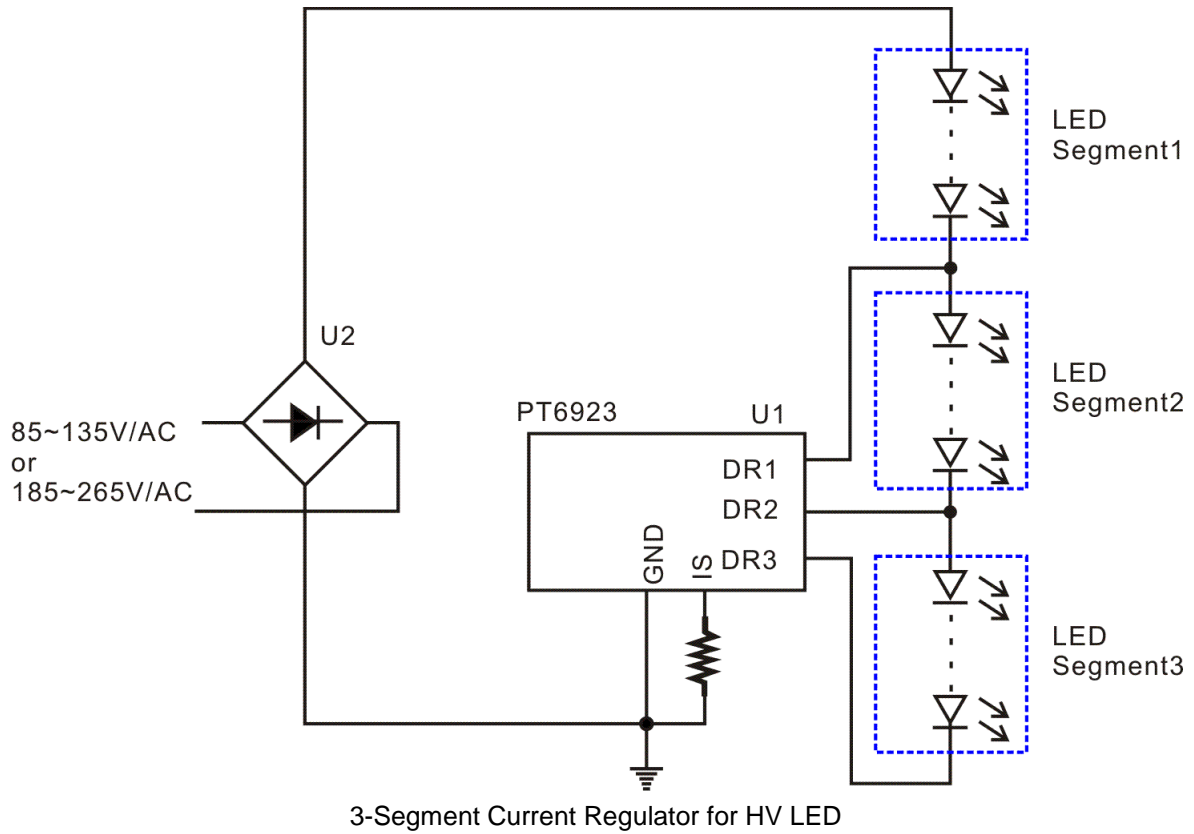 LED
Segment1
U2
85~135V/AC
or
185~265V/AC
PT6923
U1
DR1
DR2
DR3
GND
IS
LED
Segment2
LED
Segment3
3-Segment Current Regulator for HV LED